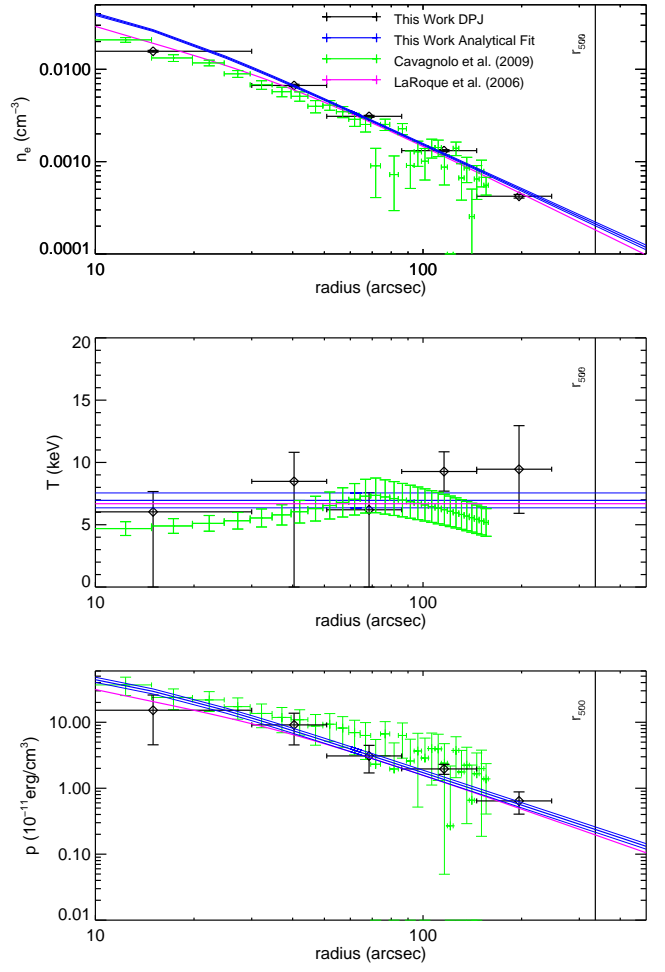 This Work DPJ
This Work Analytical Fit
Cavagnolo et al. (2009)
LaRoque et al. (2006)
r500
0.0100
0.0010
0.0001
nₑ (cm⁻³)
10
100
radius (arcsec)
20
15
10
5
0
T (keV)
r500
10
100
radius (arcsec)
10.00
1.00
0.10
0.01
p (10⁻¹¹erg/cm³)
r500
10
100
radius (arcsec)